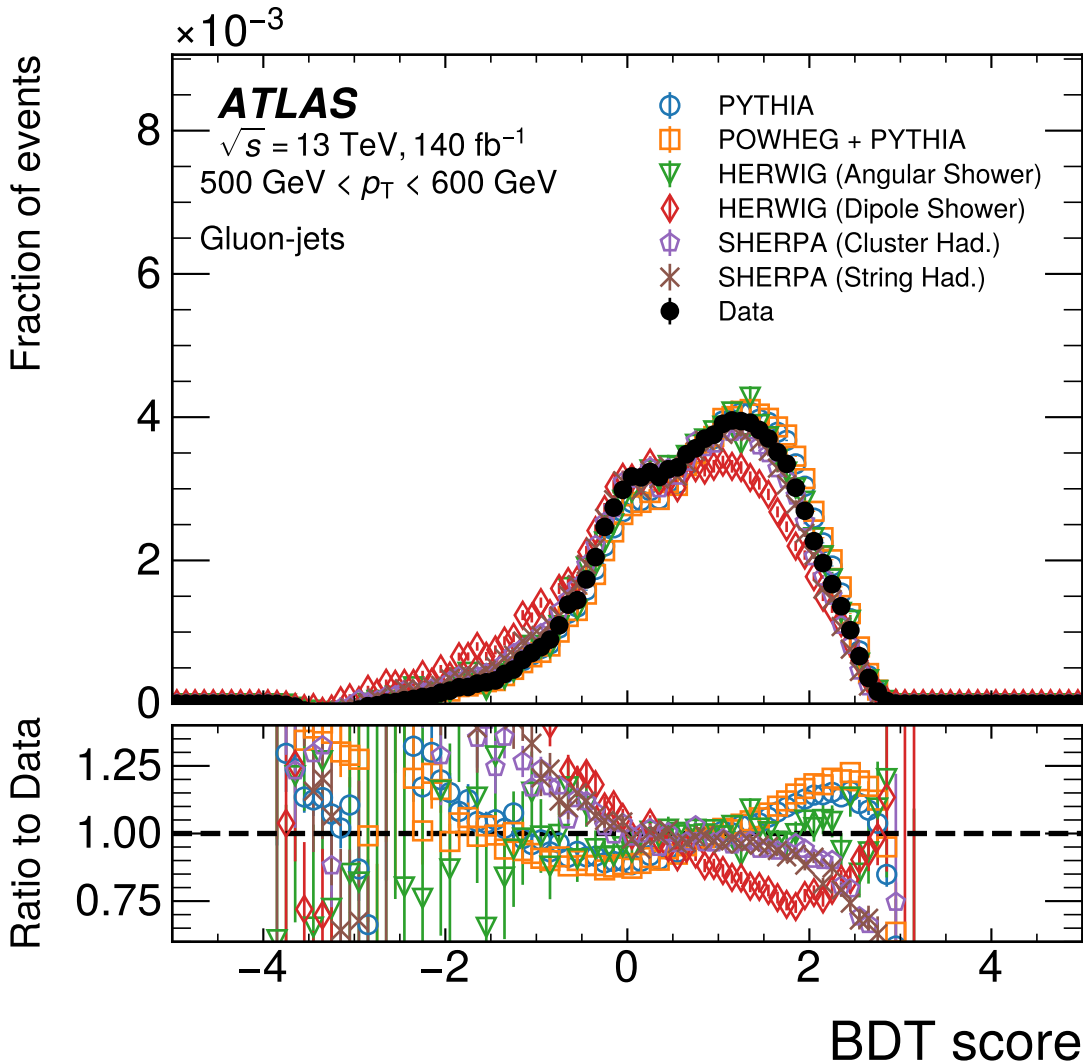 ×10⁻³
Fraction of events
8
6
4
2
0
ATLAS
√s = 13 TeV, 140 fb⁻¹
500 GeV < pT < 600 GeV
Gluon-jets
PYTHIA
POWHEG + PYTHIA
HERWIG (Angular Shower)
HERWIG (Dipole Shower)
SHERPA (Cluster Had.)
SHERPA (String Had.)
Data
Ratio to Data
1.25
1.00
0.75
−4 −2 0 2 4
BDT score